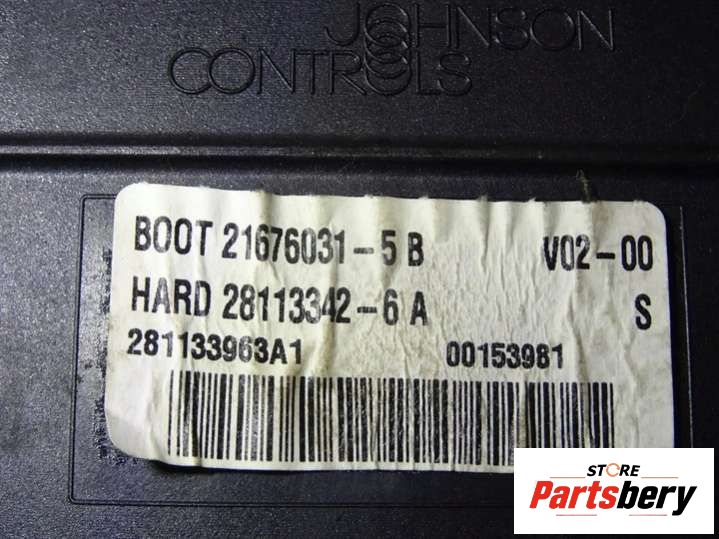 JOHNSON
CONTROLS
BOOT 21676031-5 B V02-00
HARD 28113342-6 A S
281133963A1 00153981
STORE
Partsbery